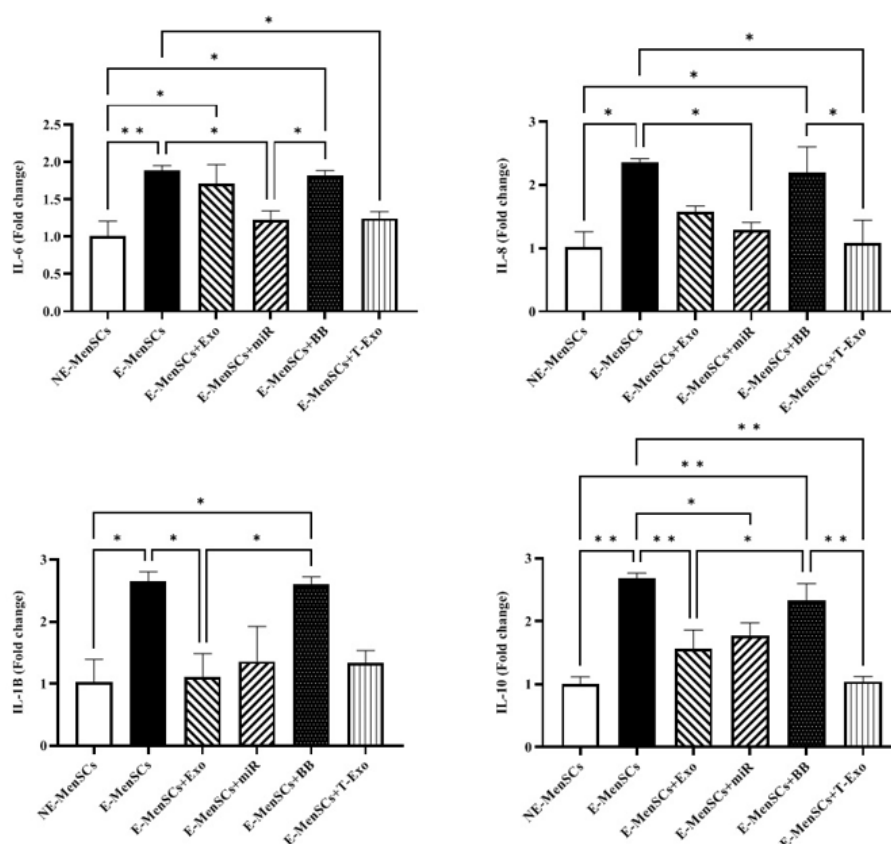 *
*
*
**
*
*
IL-6 (Fold change)
2.5
2.0
1.5
1.0
0.5
0.0
NE-MenSCs
E-MenSCs
E-MenSCs+Exo
E-MenSCs+miR
E-MenSCs+BB
E-MenSCs+T-Exo
*
*
*
*
*
IL-8 (Fold change)
3
2
1
0
NE-MenSCs
E-MenSCs
E-MenSCs+Exo
E-MenSCs+miR
E-MenSCs+BB
E-MenSCs+T-Exo
*
*
*
*
IL-1B (Fold change)
3
2
1
0
NE-MenSCs
E-MenSCs
E-MenSCs+Exo
E-MenSCs+miR
E-MenSCs+BB
E-MenSCs+T-Exo
**
**
*
**
**
*
**
IL-10 (Fold change)
3
2
1
0
NE-MenSCs
E-MenSCs
E-MenSCs+Exo
E-MenSCs+miR
E-MenSCs+BB
E-MenSCs+T-Exo